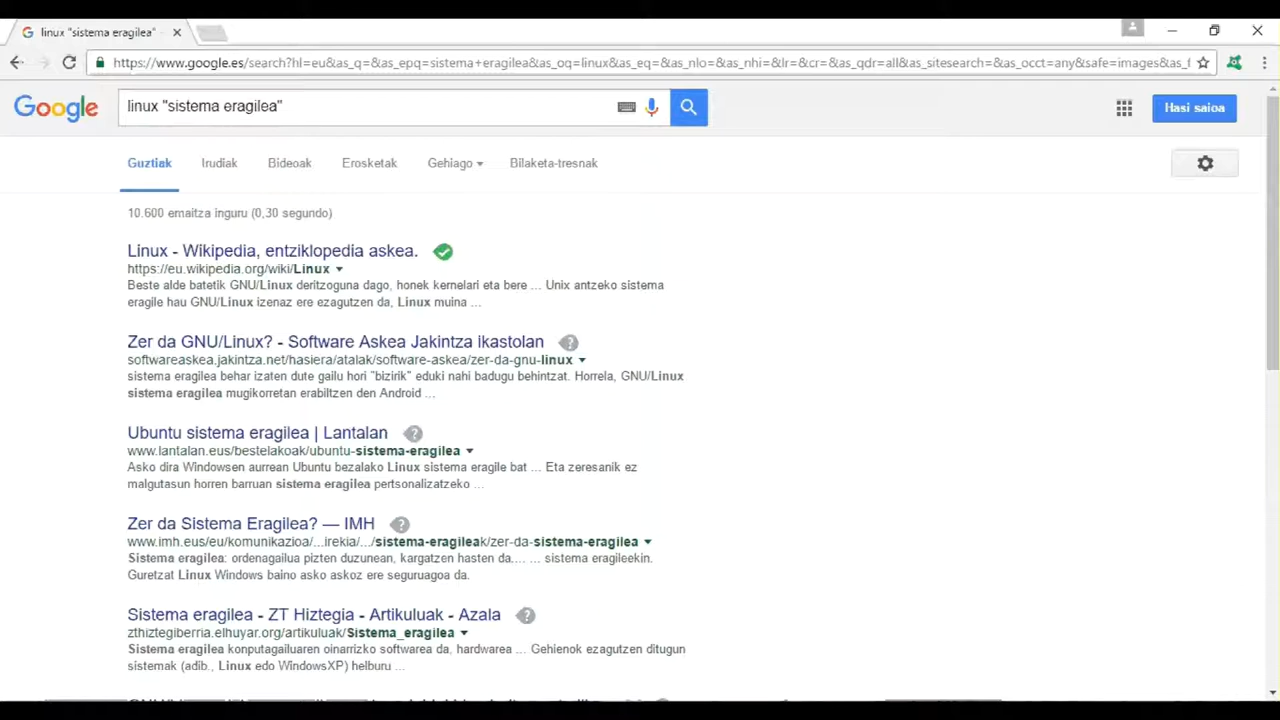 linux "sistema eragilea" -
https://www.google.es/search?hl=eu&as_q=&as_epq=sistema+eragilea&as_oq=linux&as_eq=&as_nlo=&as_nhi=&lr=&cr=&as_qdr=all&as_sitesearch=&as_occt=any&safe=images&as_f
Google
linux "sistema eragilea"
Hasi saioa
Guztiak Irudiak Bideoak Erosketak Gehiago Bilaketa-tresnak
10.600 emaitza inguru (0,30 segundo)
Linux - Wikipedia, entziklopedia askea.
https://eu.wikipedia.org/wiki/Linux
Beste alde batetik GNU/Linux deritzoguna dago, honek kernelari eta bere ... Unix antzeko sistema
eragile hau GNU/Linux izenaz ere ezagutzen da, Linux muina ...
Zer da GNU/Linux? - Software Askea Jakintza ikastolan
softwareaskea.jakintza.net/hasiera/atalak/software-askea/zer-da-gnu-linux
sistema eragilea behar izaten dute gailu hori "bizirik" eduki nahi badugu behintzat. Horrela, GNU/Linux
sistema eragilea mugikorretan erabiltzen den Android ...
Ubuntu sistema eragilea | Lantalan
www.lantalan.eus/bestelakoak/ubuntu-sistema-eragilea
Asko dira Windowsen aurrean Ubuntu bezalako Linux sistema eragile bat ... Eta zeresanik ez
malgutasun horren barruan sistema eragilea pertsonalizatzeko ...
Zer da Sistema Eragilea? — IMH
www.imh.eus/eu/komunikazioa/...irekia/.../sistema-eragileak/zer-da-sistema-eragilea
Sistema eragilea: ordenagailua pizten duzunean, kargatzen hasten da.... ... sistema eragileekin.
Guretzat Linux Windows baino asko askoz ere seguruagoa da.
Sistema eragilea - ZT Hiztegia - Artikuluak - Azala
zthiztegiberria.elhuyar.org/artikuluak/Sistema_eragilea
Sistema eragilea konputagailuaren oinarrizko softwarea da, hardwarea ... Gehienok ezagutzen ditugun
sistemak (adib., Linux edo WindowsXP) helburu ...